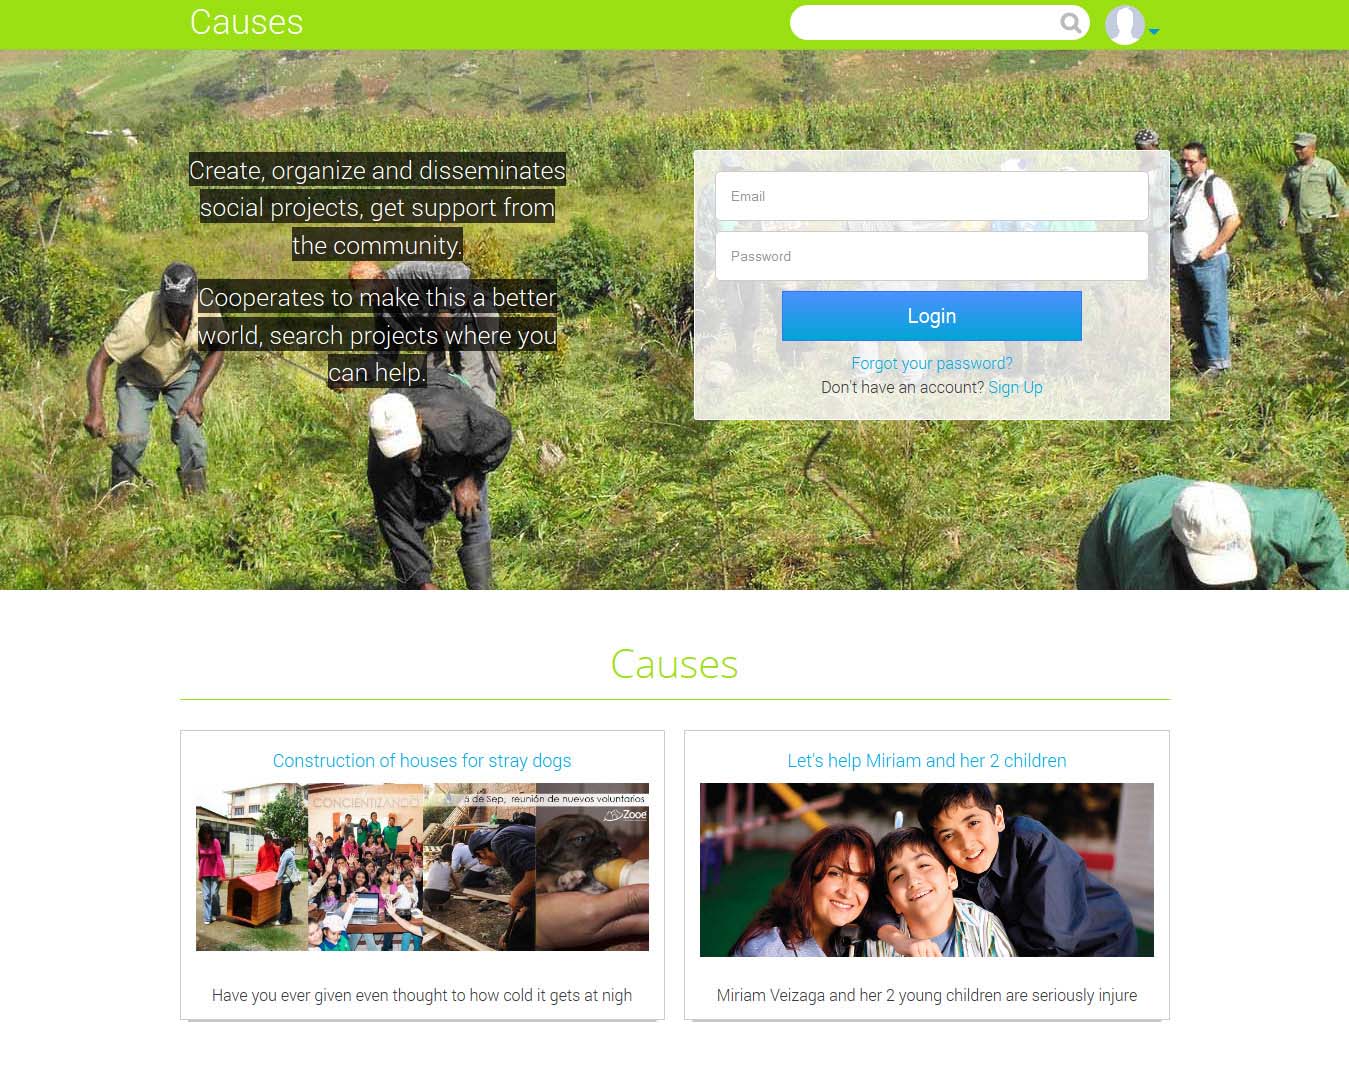 Causes
Create, organize and disseminates
social projects, get support from
the community.
Cooperates to make this a better
world, search projects where you
can help.
Email
Password
Login
Forgot your password?
Don't have an account? Sign Up
Causes
Construction of houses for stray dogs
CONCIENTIZANDO
de Sep, reunión de nuevos voluntarios
Zooe
Have you ever given even thought to how cold it gets at nigh
Let's help Miriam and her 2 children
Miriam Veizaga and her 2 young children are seriously injure